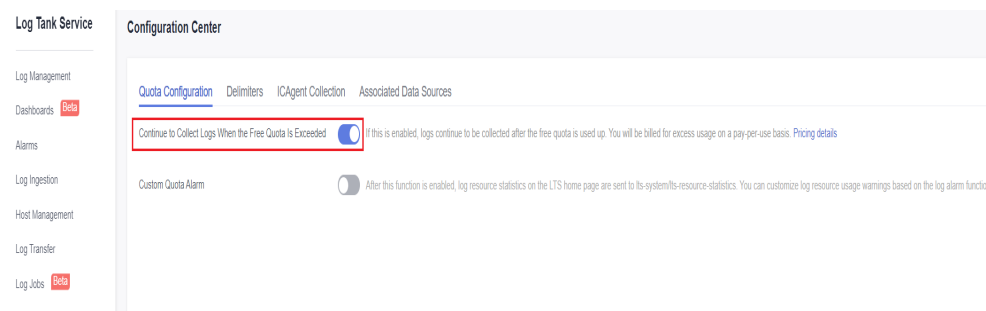 Log Tank Service
Configuration Center
Log Management
Dashboards Beta
Alarms
Log Ingestion
Host Management
Log Transfer
Log Jobs Beta
Quota Configuration Delimiters ICAgent Collection Associated Data Sources
Continue to Collect Logs When the Free Quota Is Exceeded If this is enabled, logs continue to be collected after the free quota is used up. You will be billed for excess usage on a pay-per-use basis. Pricing details
Custom Quota Alarm After this function is enabled, log resource statistics on the LTS home page are sent to lts-system/lts-resource-statistics. You can customize log resource usage warnings based on the log alarm functio